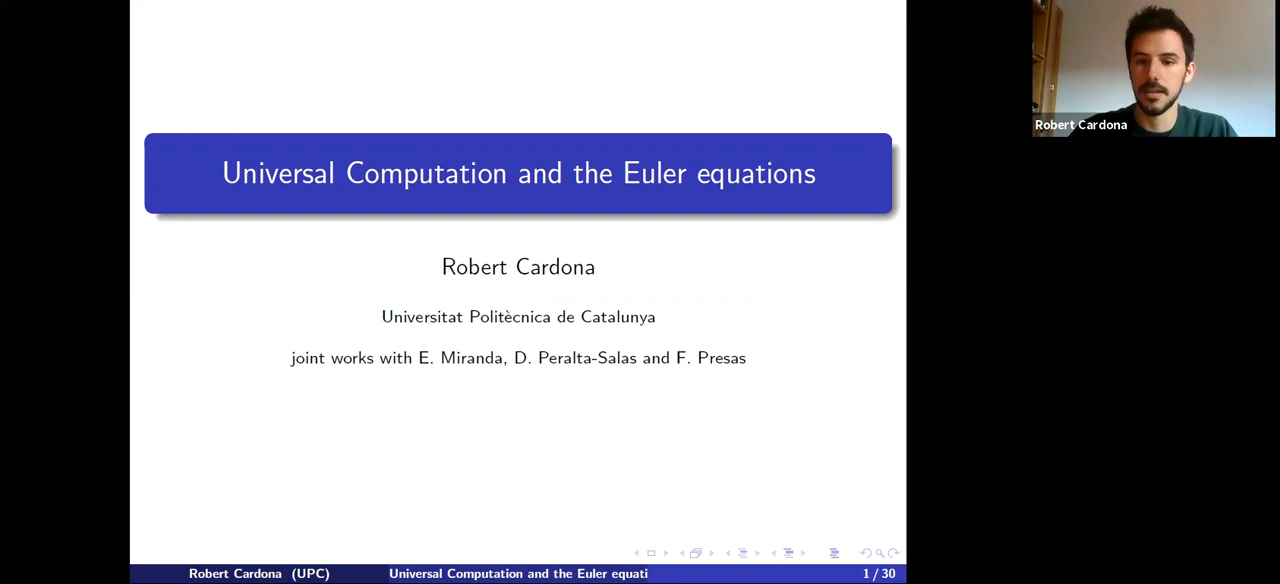 Universal Computation and the Euler equations
Robert Cardona
Universitat Politècnica de Catalunya
joint works with E. Miranda, D. Peralta-Salas and F. Presas
Robert Cardona (UPC)
Universal Computation and the Euler equati
1 / 30
Robert Cardona